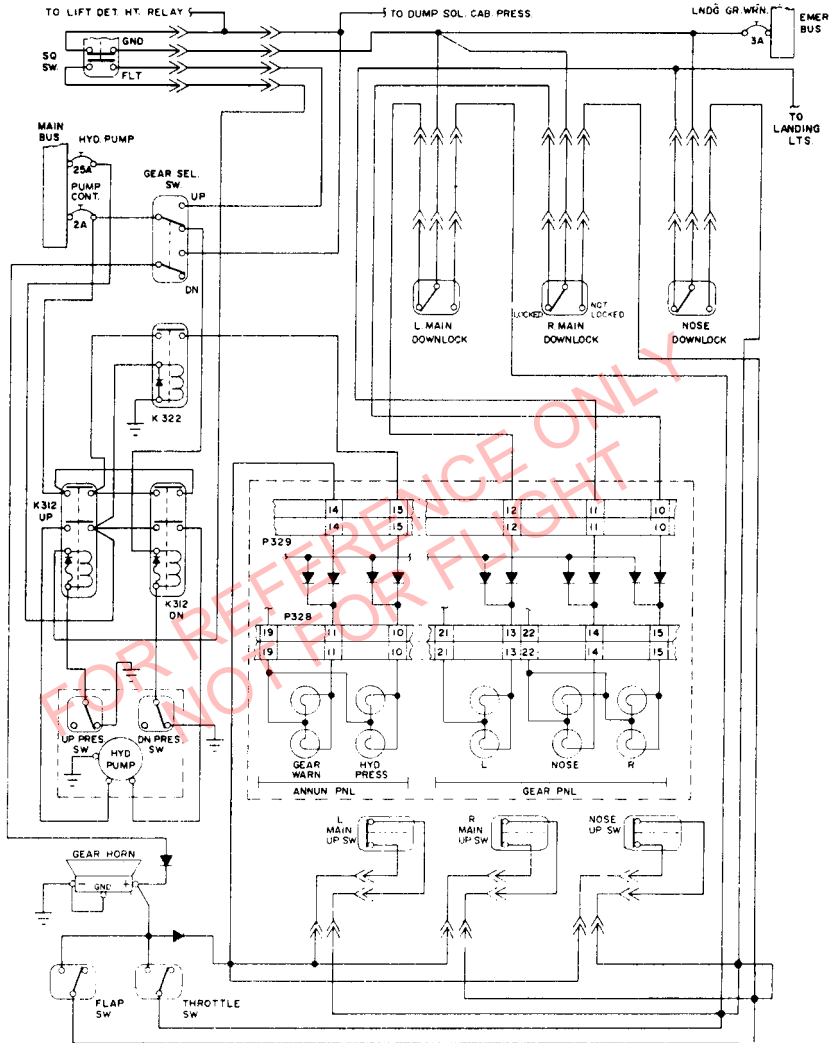 TO LIFT DET. HT. RELAY
TO DUMP SOL. CAB. PRESS.
LNDG GR. WRN.
EMER
BUS
3A
GND
SQ
SW.
FLT
MAIN
BUS
HYD. PUMP
25A
PUMP
CONT.
2A
GEAR SEL.
SW.
UP
DN
TO
LANDING
LTS.
LOCKED
NOT
LOCKED
L. MAIN
DOWNLOCK
R. MAIN
DOWNLOCK
NOSE
DOWNLOCK
K 322
K312
UP
K312
DN
14 15 12 11 10
14 15 12 11 10
P329
P328
19 11 10 21 13 22 14 15
19 11 10 21 13 22 14 15
UP PRES.
SW
DN PRES.
SW
HYD
PUMP
GEAR
WARN
HYD
PRESS
L
NOSE
R
ANNUN PNL
GEAR PNL
L
MAIN
UP SW
R
MAIN
UP SW
NOSE
UP SW
GEAR HORN
- GND +
FLAP
SW
THROTTLE
SW
FOR REFERENCE ONLY
NOT FOR FLIGHT